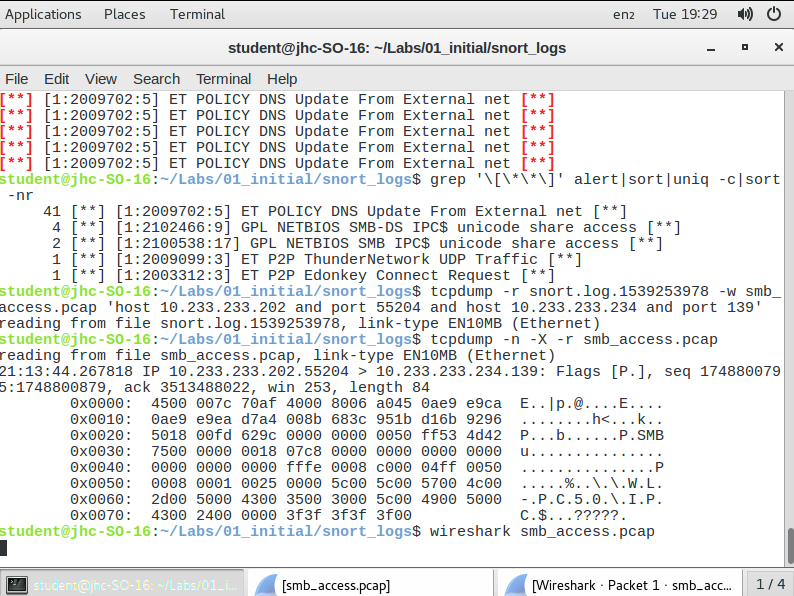 Applications Places Terminal en2 Tue 19:29
student@jhc-SO-16: ~/Labs/01_initial/snort_logs
File Edit View Search Terminal Help
[**] [1:2009702:5] ET POLICY DNS Update From External net [**]
[**] [1:2009702:5] ET POLICY DNS Update From External net [**]
[**] [1:2009702:5] ET POLICY DNS Update From External net [**]
[**] [1:2009702:5] ET POLICY DNS Update From External net [**]
[**] [1:2009702:5] ET POLICY DNS Update From External net [**]
student@jhc-SO-16:~/Labs/01_initial/snort_logs$ grep '\[\*\*\]' alert|sort|uniq -c|sort
-nr
41 [**] [1:2009702:5] ET POLICY DNS Update From External net [**]
4 [**] [1:2102466:9] GPL NETBIOS SMB-DS IPC$ unicode share access [**]
2 [**] [1:2100538:17] GPL NETBIOS SMB IPC$ unicode share access [**]
1 [**] [1:2009099:3] ET P2P ThunderNetwork UDP Traffic [**]
1 [**] [1:2003312:3] ET P2P Edonkey Connect Request [**]
student@jhc-SO-16:~/Labs/01_initial/snort_logs$ tcpdump -r snort.log.1539253978 -w smb_
access.pcap 'host 10.233.233.202 and port 55204 and host 10.233.233.234 and port 139'
reading from file snort.log.1539253978, link-type EN10MB (Ethernet)
student@jhc-SO-16:~/Labs/01_initial/snort_logs$ tcpdump -n -X -r smb_access.pcap
reading from file smb_access.pcap, link-type EN10MB (Ethernet)
21:13:44.267818 IP 10.233.233.202.55204 > 10.233.233.234.139: Flags [P.], seq 174880079
5:1748800879, ack 3513488022, win 253, length 84
0x0000: 4500 007c 70af 4000 8006 a045 0ae9 e9ca E..|p.@....E....
0x0010: 0ae9 e9ea d7a4 008b 683c 951b d16b 9296 ........h<...k..
0x0020: 5018 00fd 629c 0000 0000 0050 ff53 4d42 P...b......P.SMB
0x0030: 7500 0000 0018 07c8 0000 0000 0000 0000 u...............
0x0040: 0000 0000 0000 fffe 0008 c000 04ff 0050 ...............P
0x0050: 0008 0001 0025 0000 5c00 5c00 5700 4c00 .....%..\.\.W.L.
0x0060: 2d00 5000 4300 3500 3000 5c00 4900 5000 -.P.C.5.0.\.I.P.
0x0070: 4300 2400 0000 3f3f 3f3f 3f00 C.$...?????.
student@jhc-SO-16:~/Labs/01_initial/snort_logs$ wireshark smb_access.pcap
student@jhc-SO-16: ~/Labs/01_i... [smb_access.pcap] [Wireshark · Packet 1 · smb_acc... 1 / 4